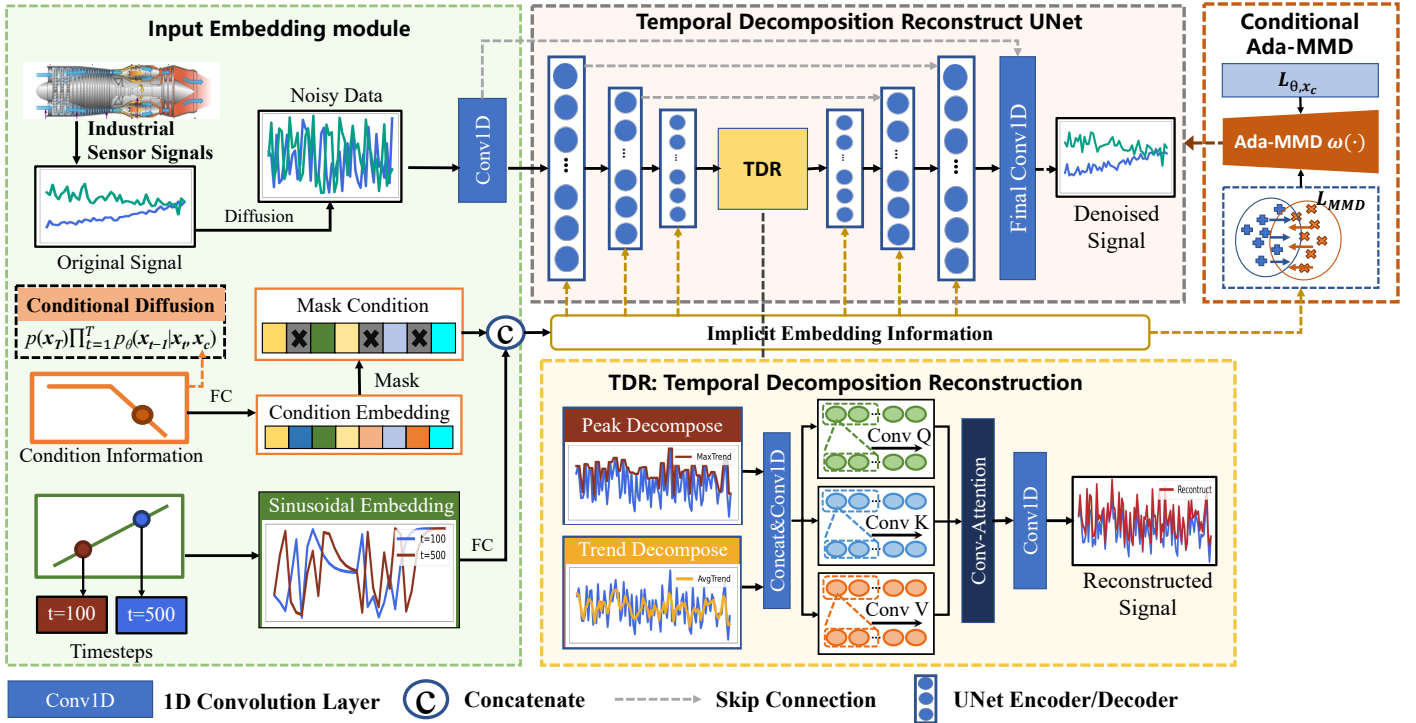 Input Embedding module
Industrial
Sensor Signals
Original Signal
Diffusion
Noisy Data
Conv1D
Conditional Diffusion
p(x_T)∏_{t=1}^T p_θ(x_{t-1}|x_t, x_c)
Condition Information
FC
Mask Condition
Mask
Condition Embedding
C
Timesteps
t=100
t=500
Sinusoidal Embedding
t=100
t=500
FC
Temporal Decomposition Reconstruct UNet
...
...
...
TDR
...
...
...
Final Conv1D
Denoised
Signal
Implicit Embedding Information
Conditional
Ada-MMD
L_{θ,x_c}
Ada-MMD ω(·)
L_{MMD}
TDR: Temporal Decomposition Reconstruction
Peak Decompose
MaxTrend
Trend Decompose
AvgTrend
Concat&Conv1D
...
Conv Q
...
...
Conv K
...
...
Conv V
...
Conv-Attention
Conv1D
Reconstruct
Reconstructed
Signal
Conv1D
1D Convolution Layer
C
Concatenate
Skip Connection
UNet Encoder/Decoder